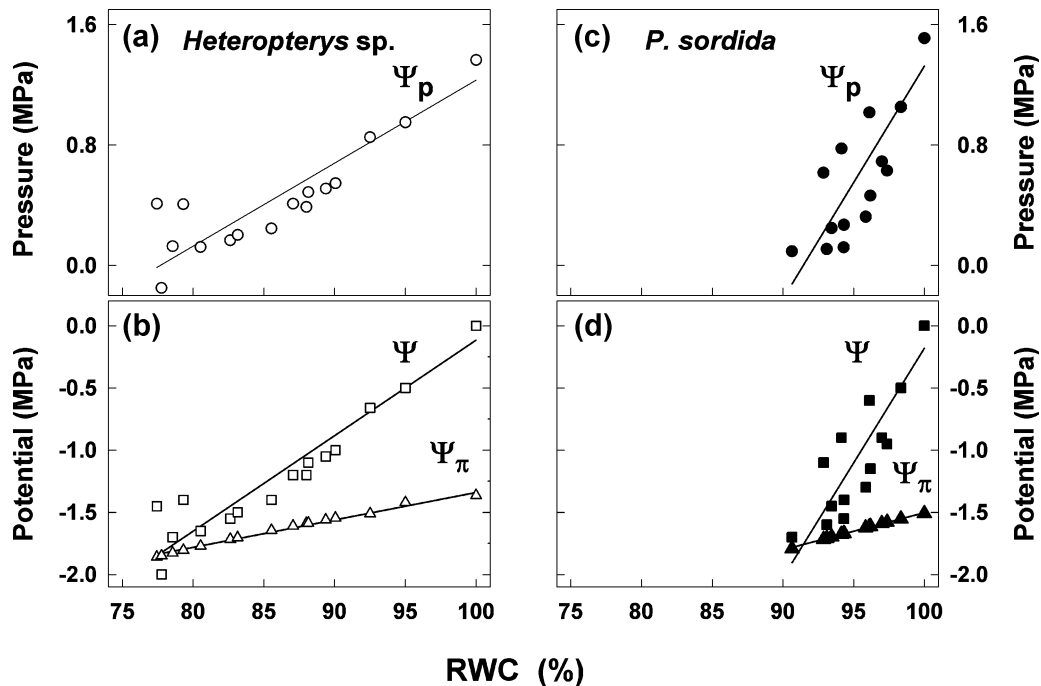 (a) Heteropterys sp.
Ψp
Pressure (MPa)
1.6
0.8
0.0
(c) P. sordida
Ψp
1.6
0.8
0.0
Pressure (MPa)
(b)
Ψ
Ψπ
Potential (MPa)
0.0
-0.5
-1.0
-1.5
-2.0
75 80 85 90 95 100
(d)
Ψ
Ψπ
0.0
-0.5
-1.0
-1.5
-2.0
Potential (MPa)
75 80 85 90 95 100
RWC (%)